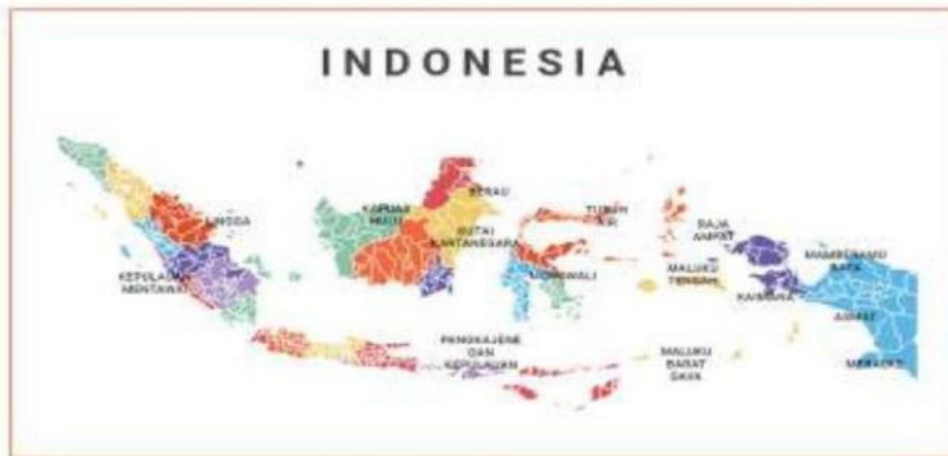 INDONESIA
BERAU
KAPUAS
HULU
LINGGA
KUTAI
KARTANEGARA
RAJA
AMPAT
KEPULAUAN
MENTAWAI
MOROWALI
MALUKU
TENGAH
MAMBERAMO
RAYA
KAIMANA
ASMAT
PANGKAJENE
DAN
KEPULAUAN
MALUKU
BARAT
DAYA
MERAUKE